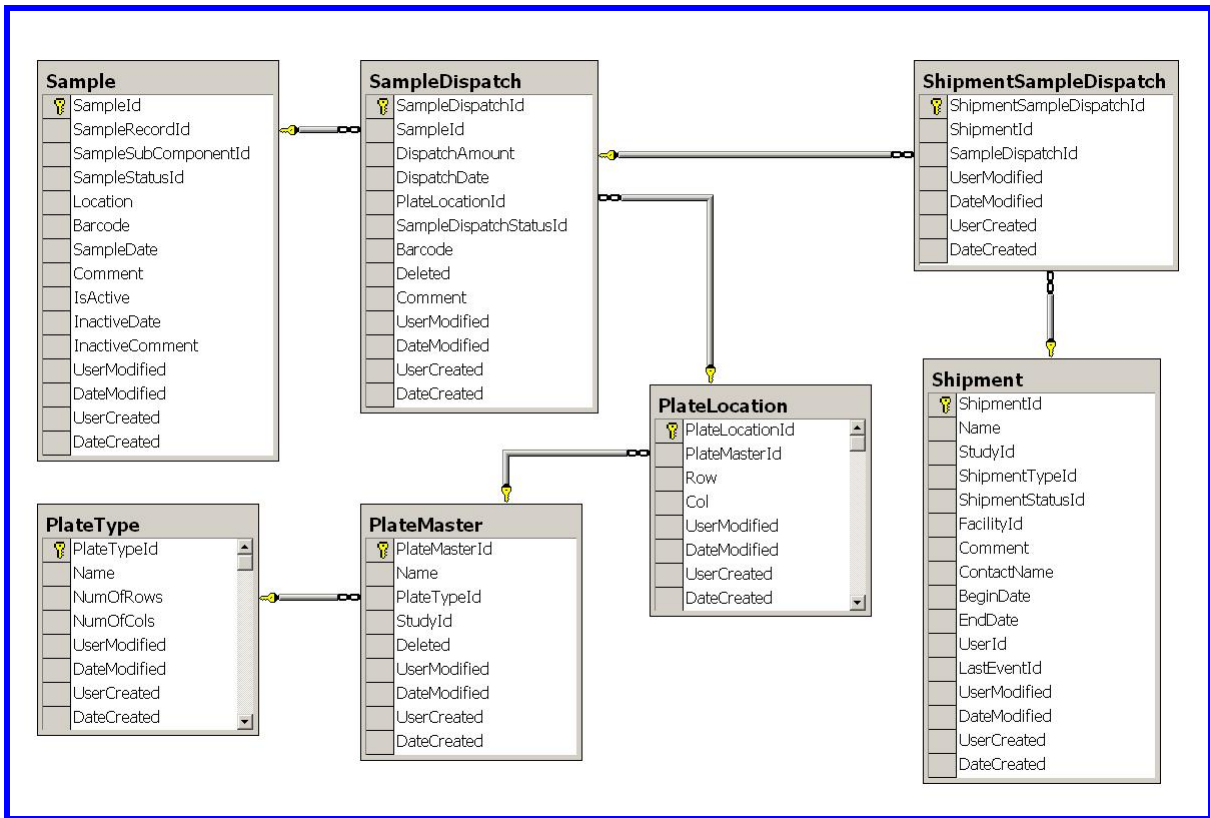 Sample
SampleId
SampleRecordId
SampleSubComponentId
SampleStatusId
Location
Barcode
SampleDate
Comment
IsActive
InactiveDate
InactiveComment
UserModified
DateModified
UserCreated
DateCreated
SampleDispatch
SampleDispatchId
SampleId
DispatchAmount
DispatchDate
PlateLocationId
SampleDispatchStatusId
Barcode
Deleted
Comment
UserModified
DateModified
UserCreated
DateCreated
ShipmentSampleDispatch
ShipmentSampleDispatchId
ShipmentId
SampleDispatchId
UserModified
DateModified
UserCreated
DateCreated
PlateType
PlateTypeId
Name
NumOfRows
NumOfCols
UserModified
DateModified
UserCreated
DateCreated
PlateMaster
PlateMasterId
Name
PlateTypeId
StudyId
Deleted
UserModified
DateModified
UserCreated
DateCreated
PlateLocation
PlateLocationId
PlateMasterId
Row
Col
UserModified
DateModified
UserCreated
DateCreated
Shipment
ShipmentId
Name
StudyId
ShipmentTypeId
ShipmentStatusId
FacilityId
Comment
ContactName
BeginDate
EndDate
UserId
LastEventId
UserModified
DateModified
UserCreated
DateCreated